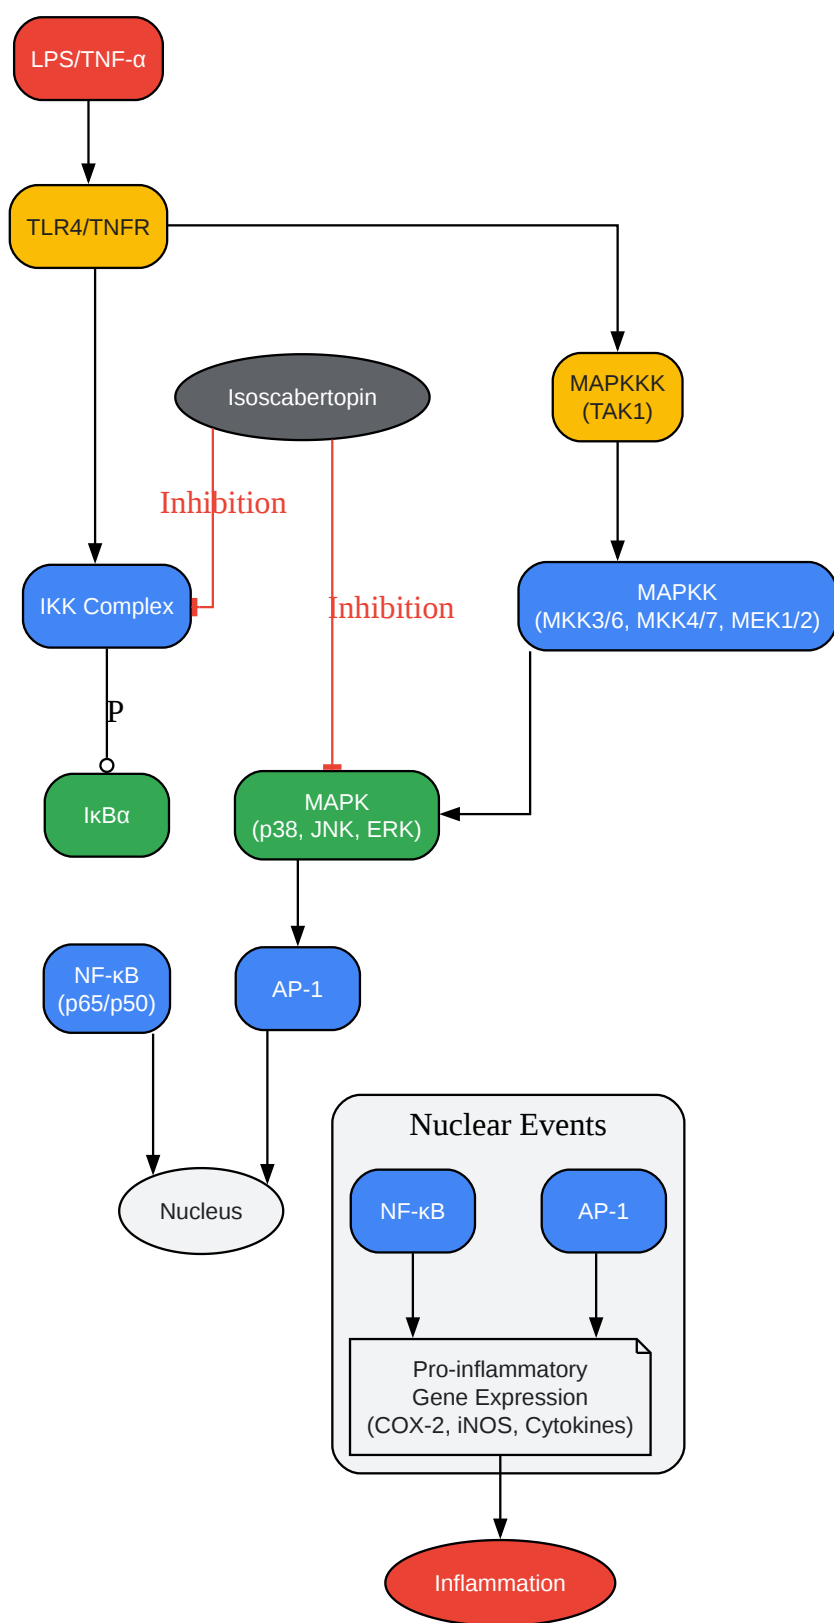 LPS/TNF-α
TLR4/TNFR
Isoscabertopin
MAPKKK
(TAK1)
Inhibition
IKK Complex
Inhibition
MAPKK
(MKK3/6, MKK4/7, MEK1/2)
P
IκBα
MAPK
(p38, JNK, ERK)
NF-κB
(p65/p50)
AP-1
Nuclear Events
Nucleus
NF-κB
AP-1
Pro-inflammatory
Gene Expression
(COX-2, iNOS, Cytokines)
Inflammation